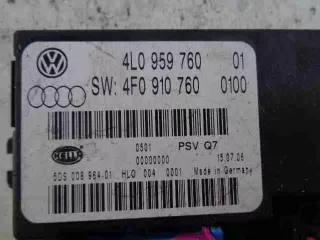 4L0 959 760 01
SW: 4F0 910 760 0100
HELLA
0501 PSV Q7
00000000 15.07.06
5DS 008 964-01 HLO 004 0001 Made in Germany